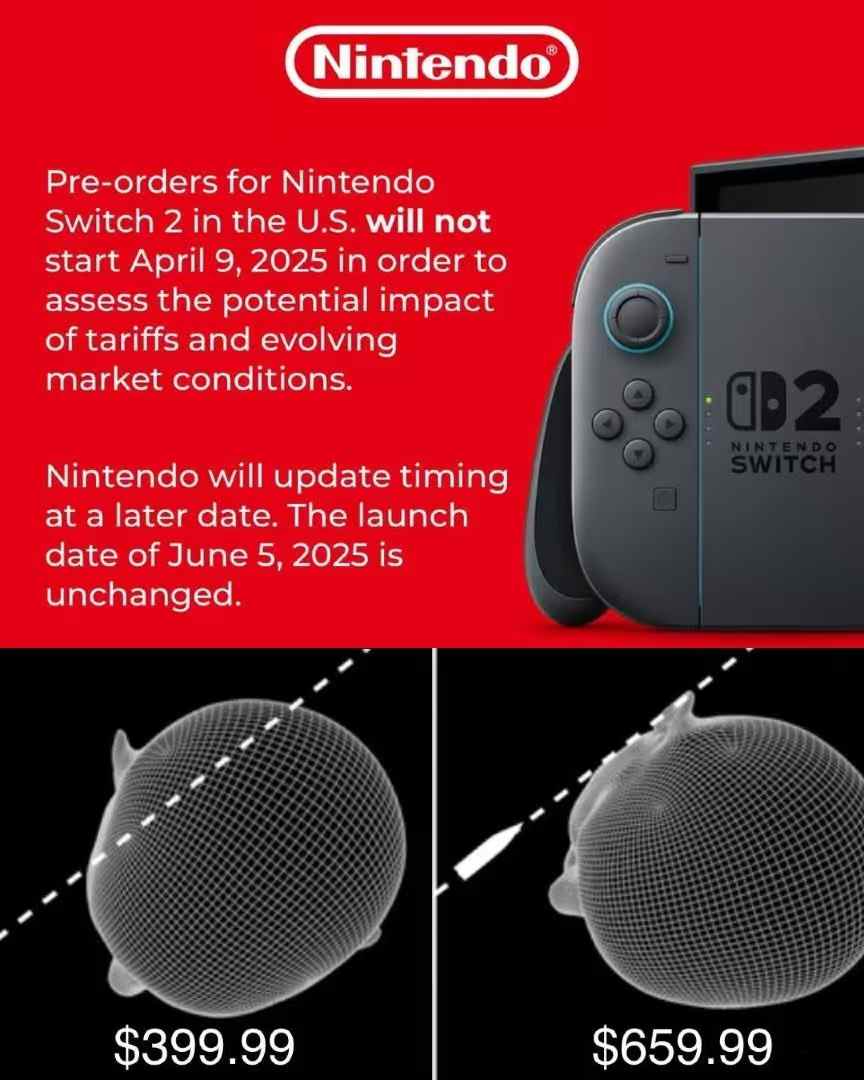 Nintendo®
Pre-orders for Nintendo
Switch 2 in the U.S. will not
start April 9, 2025 in order to
assess the potential impact
of tariffs and evolving
market conditions.
Nintendo will update timing
at a later date. The launch
date of June 5, 2025 is
unchanged.
2
NINTENDO
SWITCH
$399.99
$659.99